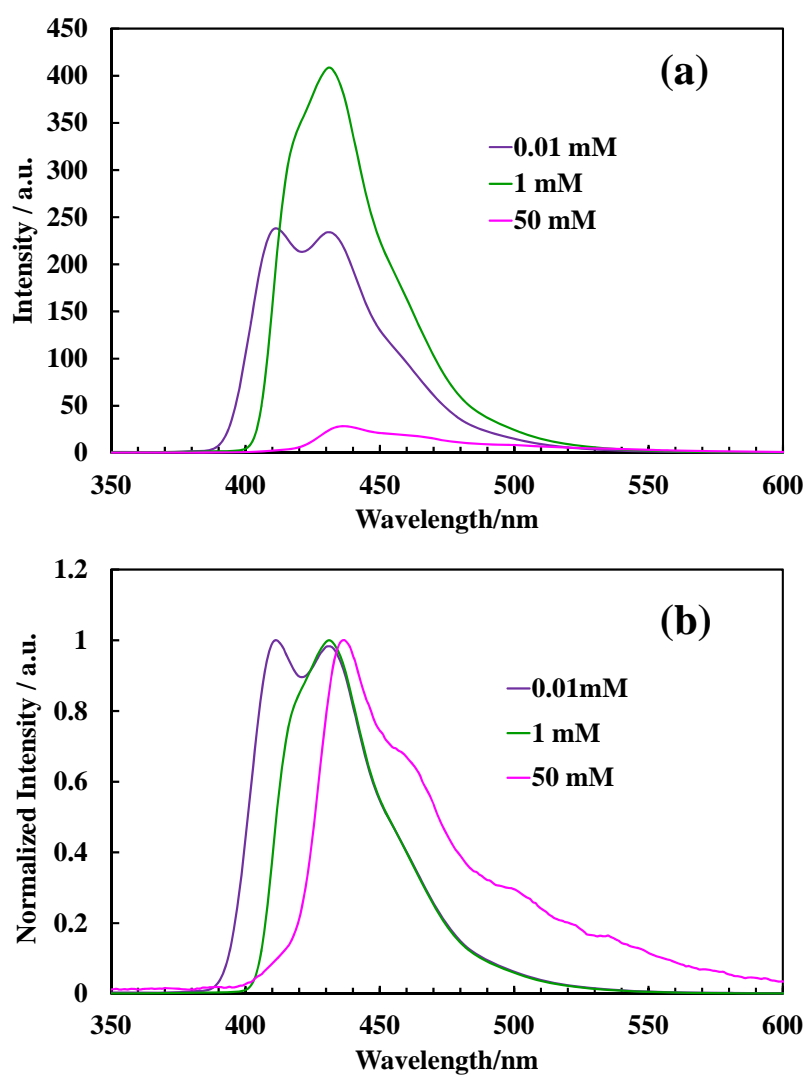 450
400
350
300
250
200
150
100
50
0
Intensity / a.u.
(a)
0.01 mM
1 mM
50 mM
350 400 450 500 550 600
Wavelength/nm
1.2
1
0.8
0.6
0.4
0.2
0
Normalized Intensity / a.u.
(b)
0.01mM
1 mM
50 mM
350 400 450 500 550 600
Wavelength/nm